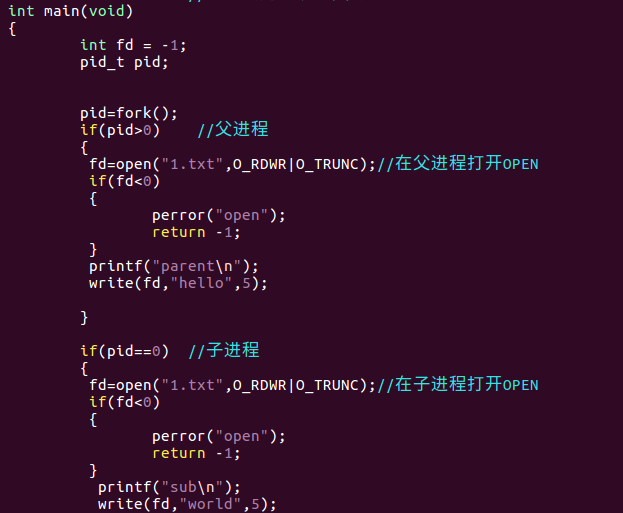 int main(void)
{
int fd = -1;
pid_t pid;
pid=fork();
if(pid>0) //父进程
{
fd=open("1.txt",O_RDWR|O_TRUNC);//在父进程打开OPEN
if(fd<0)
{
perror("open");
return -1;
}
printf("parent\n");
write(fd,"hello",5);
}
if(pid==0) //子进程
{
fd=open("1.txt",O_RDWR|O_TRUNC);//在子进程打开OPEN
if(fd<0)
{
perror("open");
return -1;
}
printf("sub\n");
write(fd,"world",5);